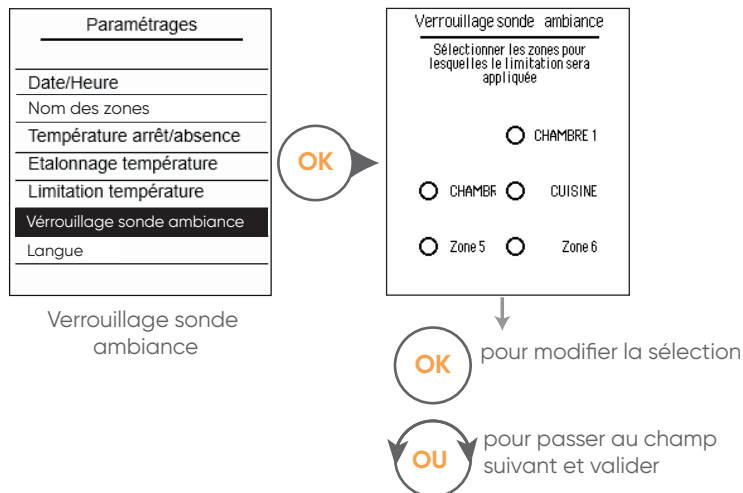 Paramétrages
Date/Heure
Nom des zones
Température arrêt/absence
Etalonnage température
Limitation température
Vérrouillage sonde ambiance
Langue
Verrouillage sonde
ambiance
OK
Verrouillage sonde ambiance
Sélectionner les zones pour
lesquelles le limitation sera
appliquée
CHAMBRE 1
CHAMBR CUISINE
Zone 5 Zone 6
OK pour modifier la sélection
OU pour passer au champ
suivant et valider